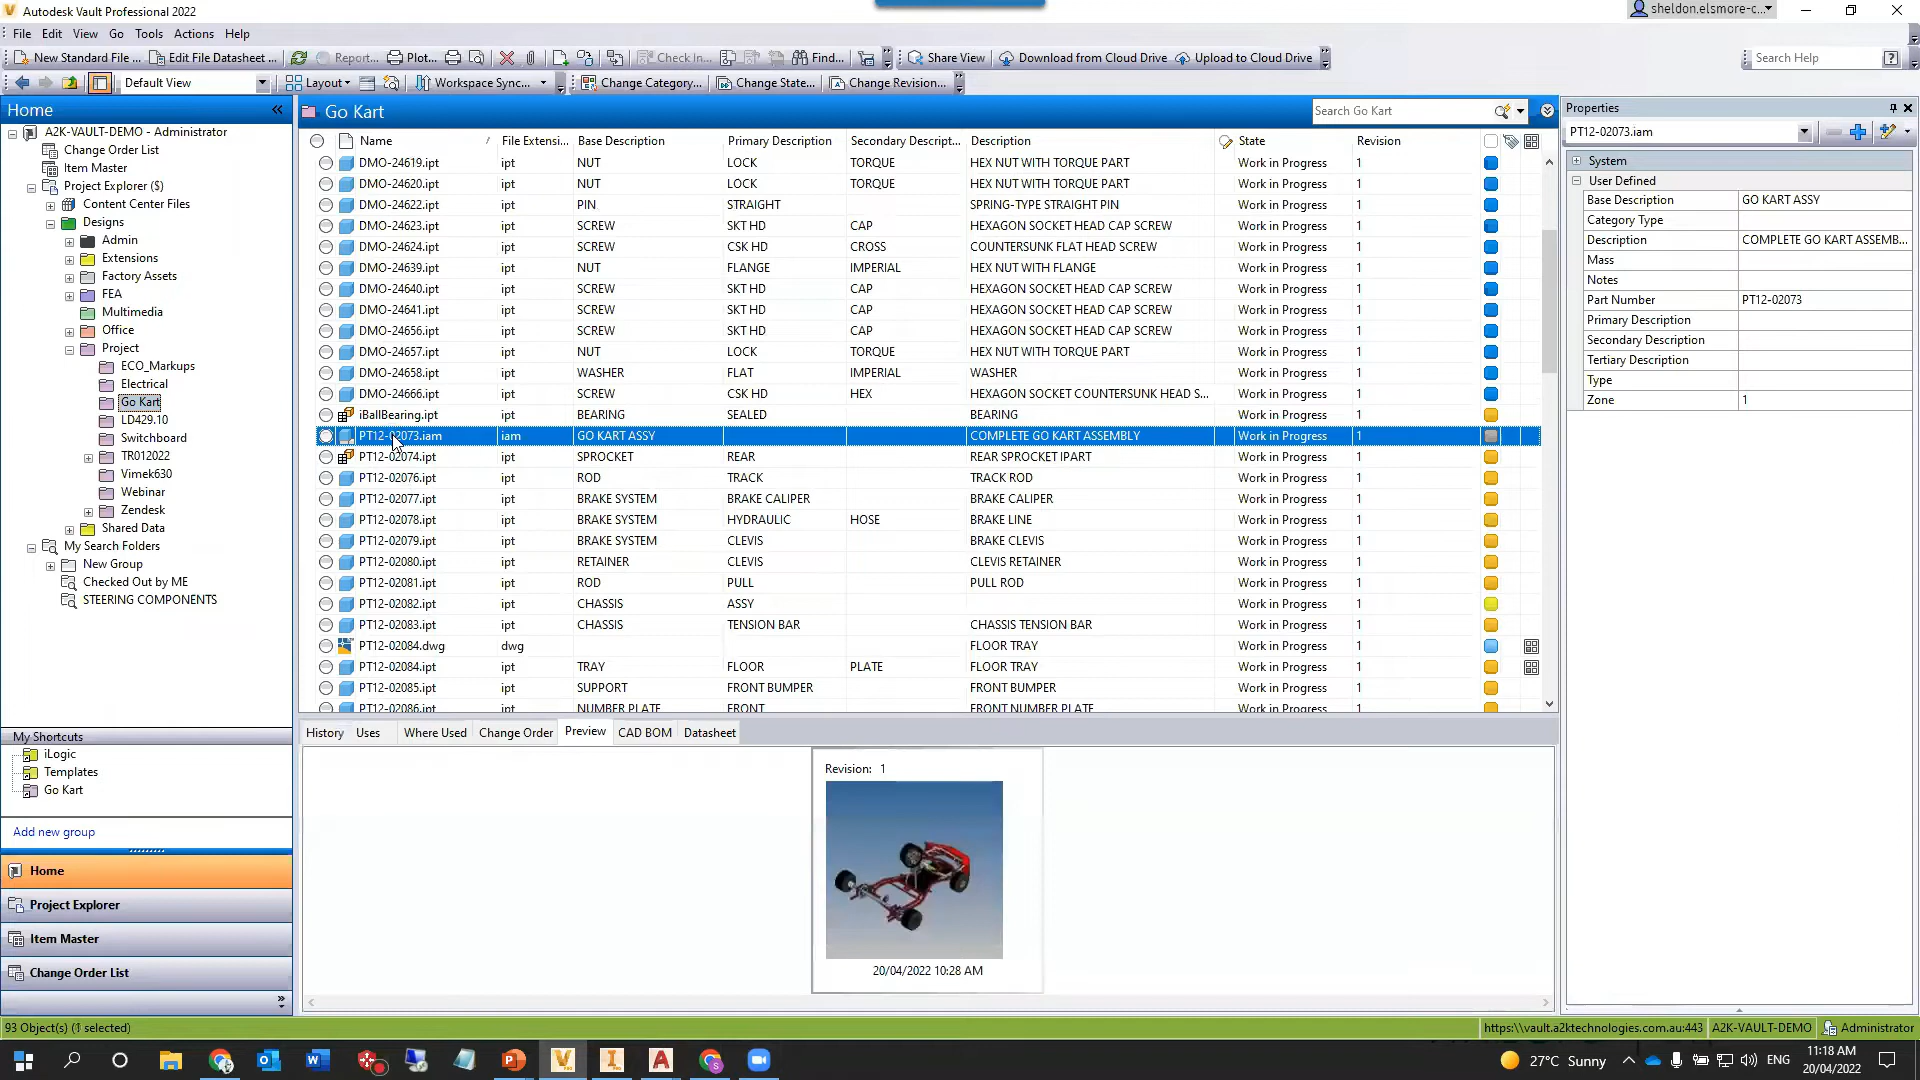 Autodesk Vault Professional 2022
sheldon.elsmore-c...
File Edit View Go Tools Actions Help
New Standard File ... Edit File Datasheet ... Report... Plot... Check In... Find... Share View Download from Cloud Drive Upload to Cloud Drive Search Help
Default View Layout Workspace Sync... Change Category... Change State... Change Revision...
Home
Go Kart
Search Go Kart
Properties
A2K-VAULT-DEMO - Administrator
Change Order List
Item Master
Project Explorer ($)
Content Center Files
Designs
Admin
Extensions
Factory Assets
FEA
Multimedia
Office
Project
ECO_Markups
Electrical
Go Kart
LD429.10
Switchboard
TR012022
Vimek630
Webinar
Zendesk
Shared Data
My Search Folders
New Group
Checked Out by ME
STEERING COMPONENTS
My Shortcuts
iLogic
Templates
Go Kart
Add new group
Home
Project Explorer
Item Master
Change Order List
Name / File Extensi... Base Description Primary Description Secondary Descript... Description State Revision
DMO-24619.ipt ipt NUT LOCK TORQUE HEX NUT WITH TORQUE PART Work in Progress 1
DMO-24620.ipt ipt NUT LOCK TORQUE HEX NUT WITH TORQUE PART Work in Progress 1
DMO-24622.ipt ipt PIN STRAIGHT SPRING-TYPE STRAIGHT PIN Work in Progress 1
DMO-24623.ipt ipt SCREW SKT HD CAP HEXAGON SOCKET HEAD CAP SCREW Work in Progress 1
DMO-24624.ipt ipt SCREW CSK HD CROSS COUNTERSUNK FLAT HEAD SCREW Work in Progress 1
DMO-24639.ipt ipt NUT FLANGE IMPERIAL HEX NUT WITH FLANGE Work in Progress 1
DMO-24640.ipt ipt SCREW SKT HD CAP HEXAGON SOCKET HEAD CAP SCREW Work in Progress 1
DMO-24641.ipt ipt SCREW SKT HD CAP HEXAGON SOCKET HEAD CAP SCREW Work in Progress 1
DMO-24656.ipt ipt SCREW SKT HD CAP HEXAGON SOCKET HEAD CAP SCREW Work in Progress 1
DMO-24657.ipt ipt NUT LOCK TORQUE HEX NUT WITH TORQUE PART Work in Progress 1
DMO-24658.ipt ipt WASHER FLAT IMPERIAL WASHER Work in Progress 1
DMO-24666.ipt ipt SCREW CSK HD HEX HEXAGON SOCKET COUNTERSUNK HEAD S... Work in Progress 1
iBallBearing.ipt ipt BEARING SEALED BEARING Work in Progress 1
PT12-02073.iam iam GO KART ASSY COMPLETE GO KART ASSEMBLY Work in Progress 1
PT12-02074.ipt ipt SPROCKET REAR REAR SPROCKET IPART Work in Progress 1
PT12-02076.ipt ipt ROD TRACK TRACK ROD Work in Progress 1
PT12-02077.ipt ipt BRAKE SYSTEM BRAKE CALIPER BRAKE CALIPER Work in Progress 1
PT12-02078.ipt ipt BRAKE SYSTEM HYDRAULIC HOSE BRAKE LINE Work in Progress 1
PT12-02079.ipt ipt BRAKE SYSTEM CLEVIS BRAKE CLEVIS Work in Progress 1
PT12-02080.ipt ipt RETAINER CLEVIS CLEVIS RETAINER Work in Progress 1
PT12-02081.ipt ipt ROD PULL PULL ROD Work in Progress 1
PT12-02082.ipt ipt CHASSIS ASSY Work in Progress 1
PT12-02083.ipt ipt CHASSIS TENSION BAR CHASSIS TENSION BAR Work in Progress 1
PT12-02084.dwg dwg FLOOR TRAY Work in Progress 1
PT12-02084.ipt ipt TRAY FLOOR PLATE FLOOR TRAY Work in Progress 1
PT12-02085.ipt ipt SUPPORT FRONT BUMPER FRONT BUMPER Work in Progress 1
PT12-02086.ipt ipt NUMBER PLATE FRONT FRONT NUMBER PLATE Work in Progress 1
History Uses Where Used Change Order Preview CAD BOM Datasheet
Revision: 1
20/04/2022 10:28 AM
PT12-02073.iam
System
User Defined
Base Description GO KART ASSY
Category Type
Description COMPLETE GO KART ASSEMB...
Mass
Notes
Part Number PT12-02073
Primary Description
Secondary Description
Tertiary Description
Type
Zone 1
93 Object(s) (1 selected)
https://vault.a2ktechnologies.com.au:443 A2K-VAULT-DEMO Administrator
27°C Sunny ENG 11:18 AM
20/04/2022